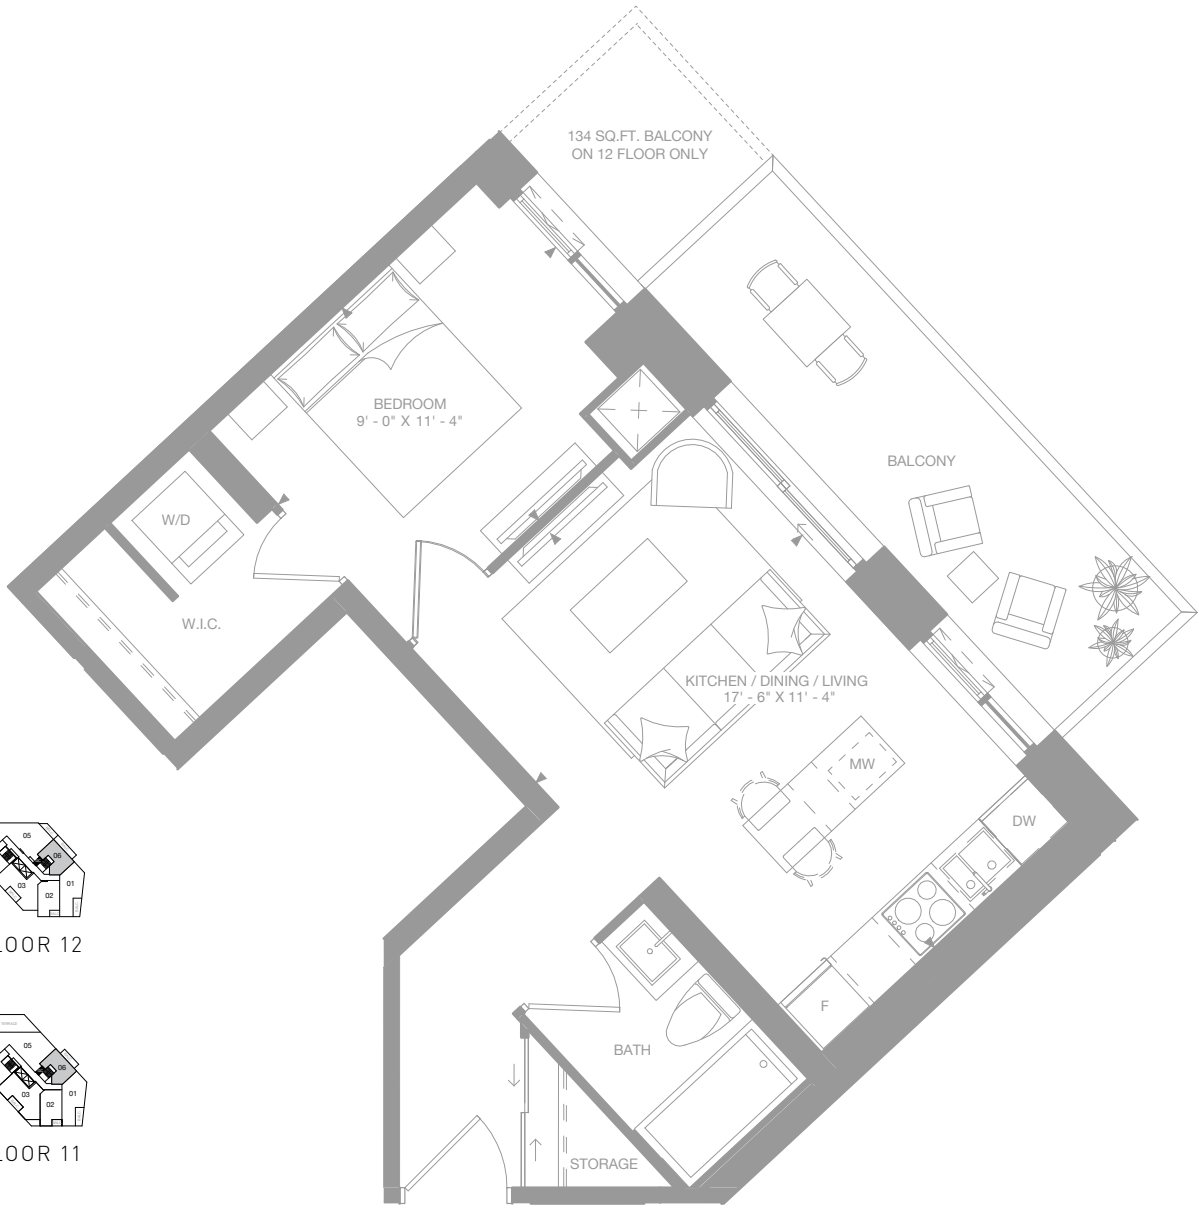 134 SQ.FT. BALCONY
ON 12 FLOOR ONLY
BEDROOM
9' - 0" X 11' - 4"
BALCONY
W/D
W.I.C.
KITCHEN / DINING / LIVING
17' - 6" X 11' - 4"
MW
DW
F
BATH
STORAGE
05
06
03
02
01
LOOR 12
TERRACE
05
06
03
02
01
LOOR 11